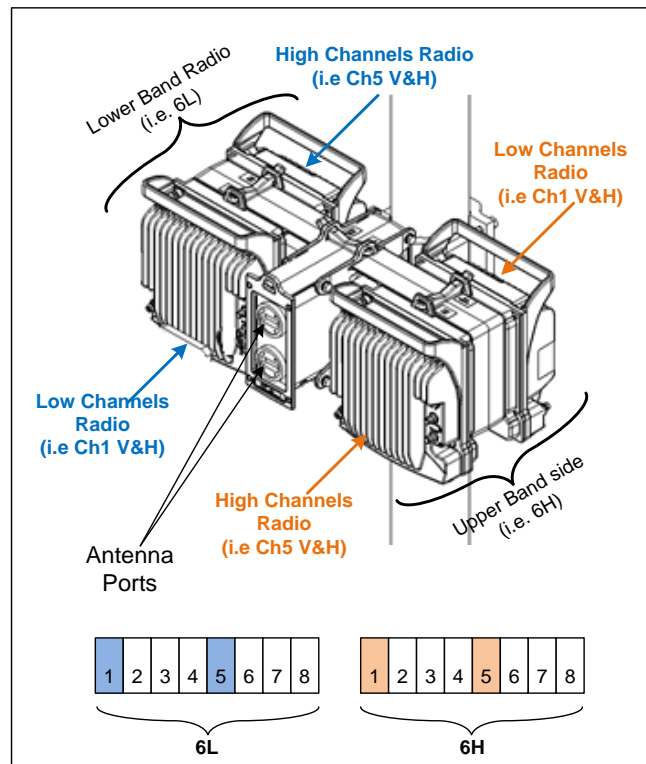 High Channels Radio
(i.e Ch5 V&H)
Lower Band Radio
(i.e. 6L)
Low Channels
Radio
(i.e Ch1 V&H)
Low Channels
Radio
(i.e Ch1 V&H)
High Channels
Radio
(i.e Ch5 V&H)
Upper Band side
(i.e. 6H)
Antenna
Ports
1 2 3 4 5 6 7 8
1 2 3 4 5 6 7 8
6L
6H